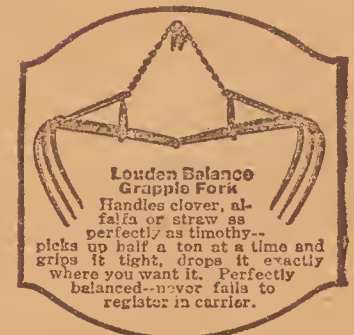 Louden Balance
Grapple Fork
Handles clover, al-
falfa or straw as
perfectly as timothy--
picks up half a ton at a time and
grips it tight, drops it exactly
where you want it. Perfectly
balanced--never fails to
register in carrier.